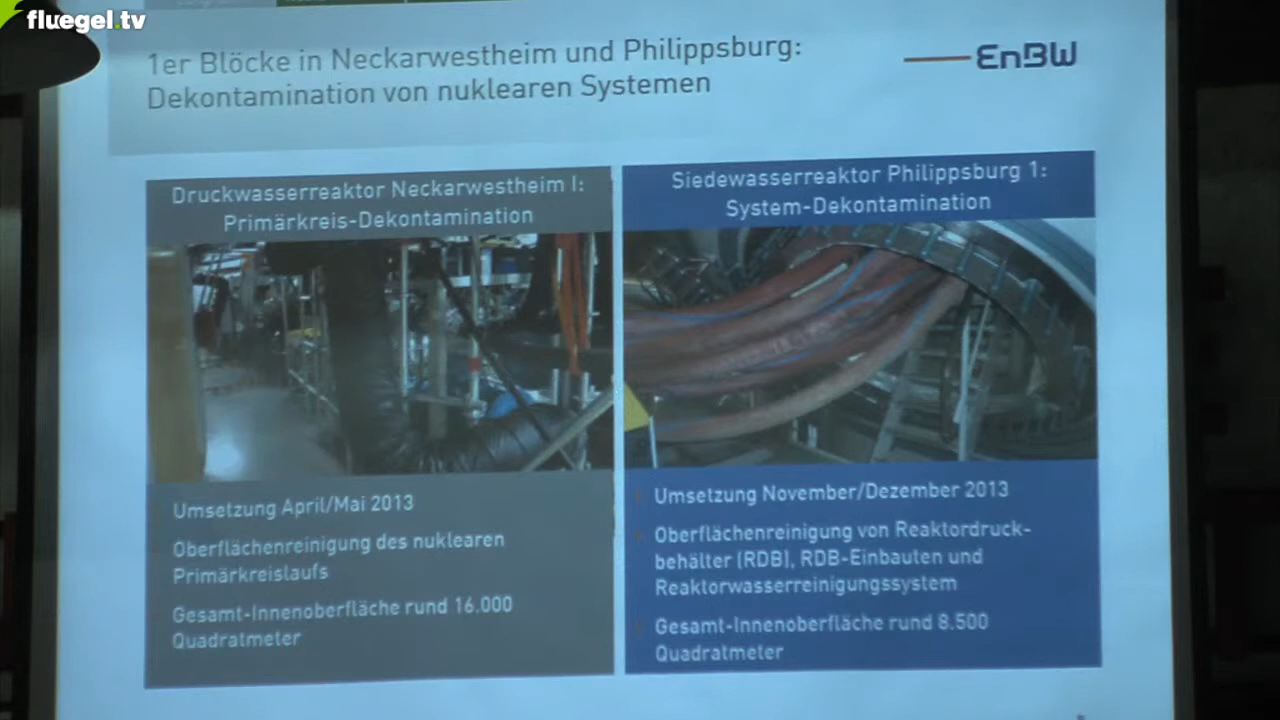 fluegel.tv
1er Blöcke in Neckarwestheim und Philippsburg:
Dekontamination von nuklearen Systemen
EnBW
Druckwasserreaktor Neckarwestheim I:
Primärkreis-Dekontamination
Umsetzung April/Mai 2013
Oberflächenreinigung des nuklearen
Primärkreislaufs
Gesamt-Innenoberfläche rund 16.000
Quadratmeter
Siedewasserreaktor Philippsburg 1:
System-Dekontamination
Umsetzung November/Dezember 2013
Oberflächenreinigung von Reaktordruck-
behälter (RDB), RDB-Einbauten und
Reaktorwasserreinigungssystem
Gesamt-Innenoberfläche rund 8.500
Quadratmeter